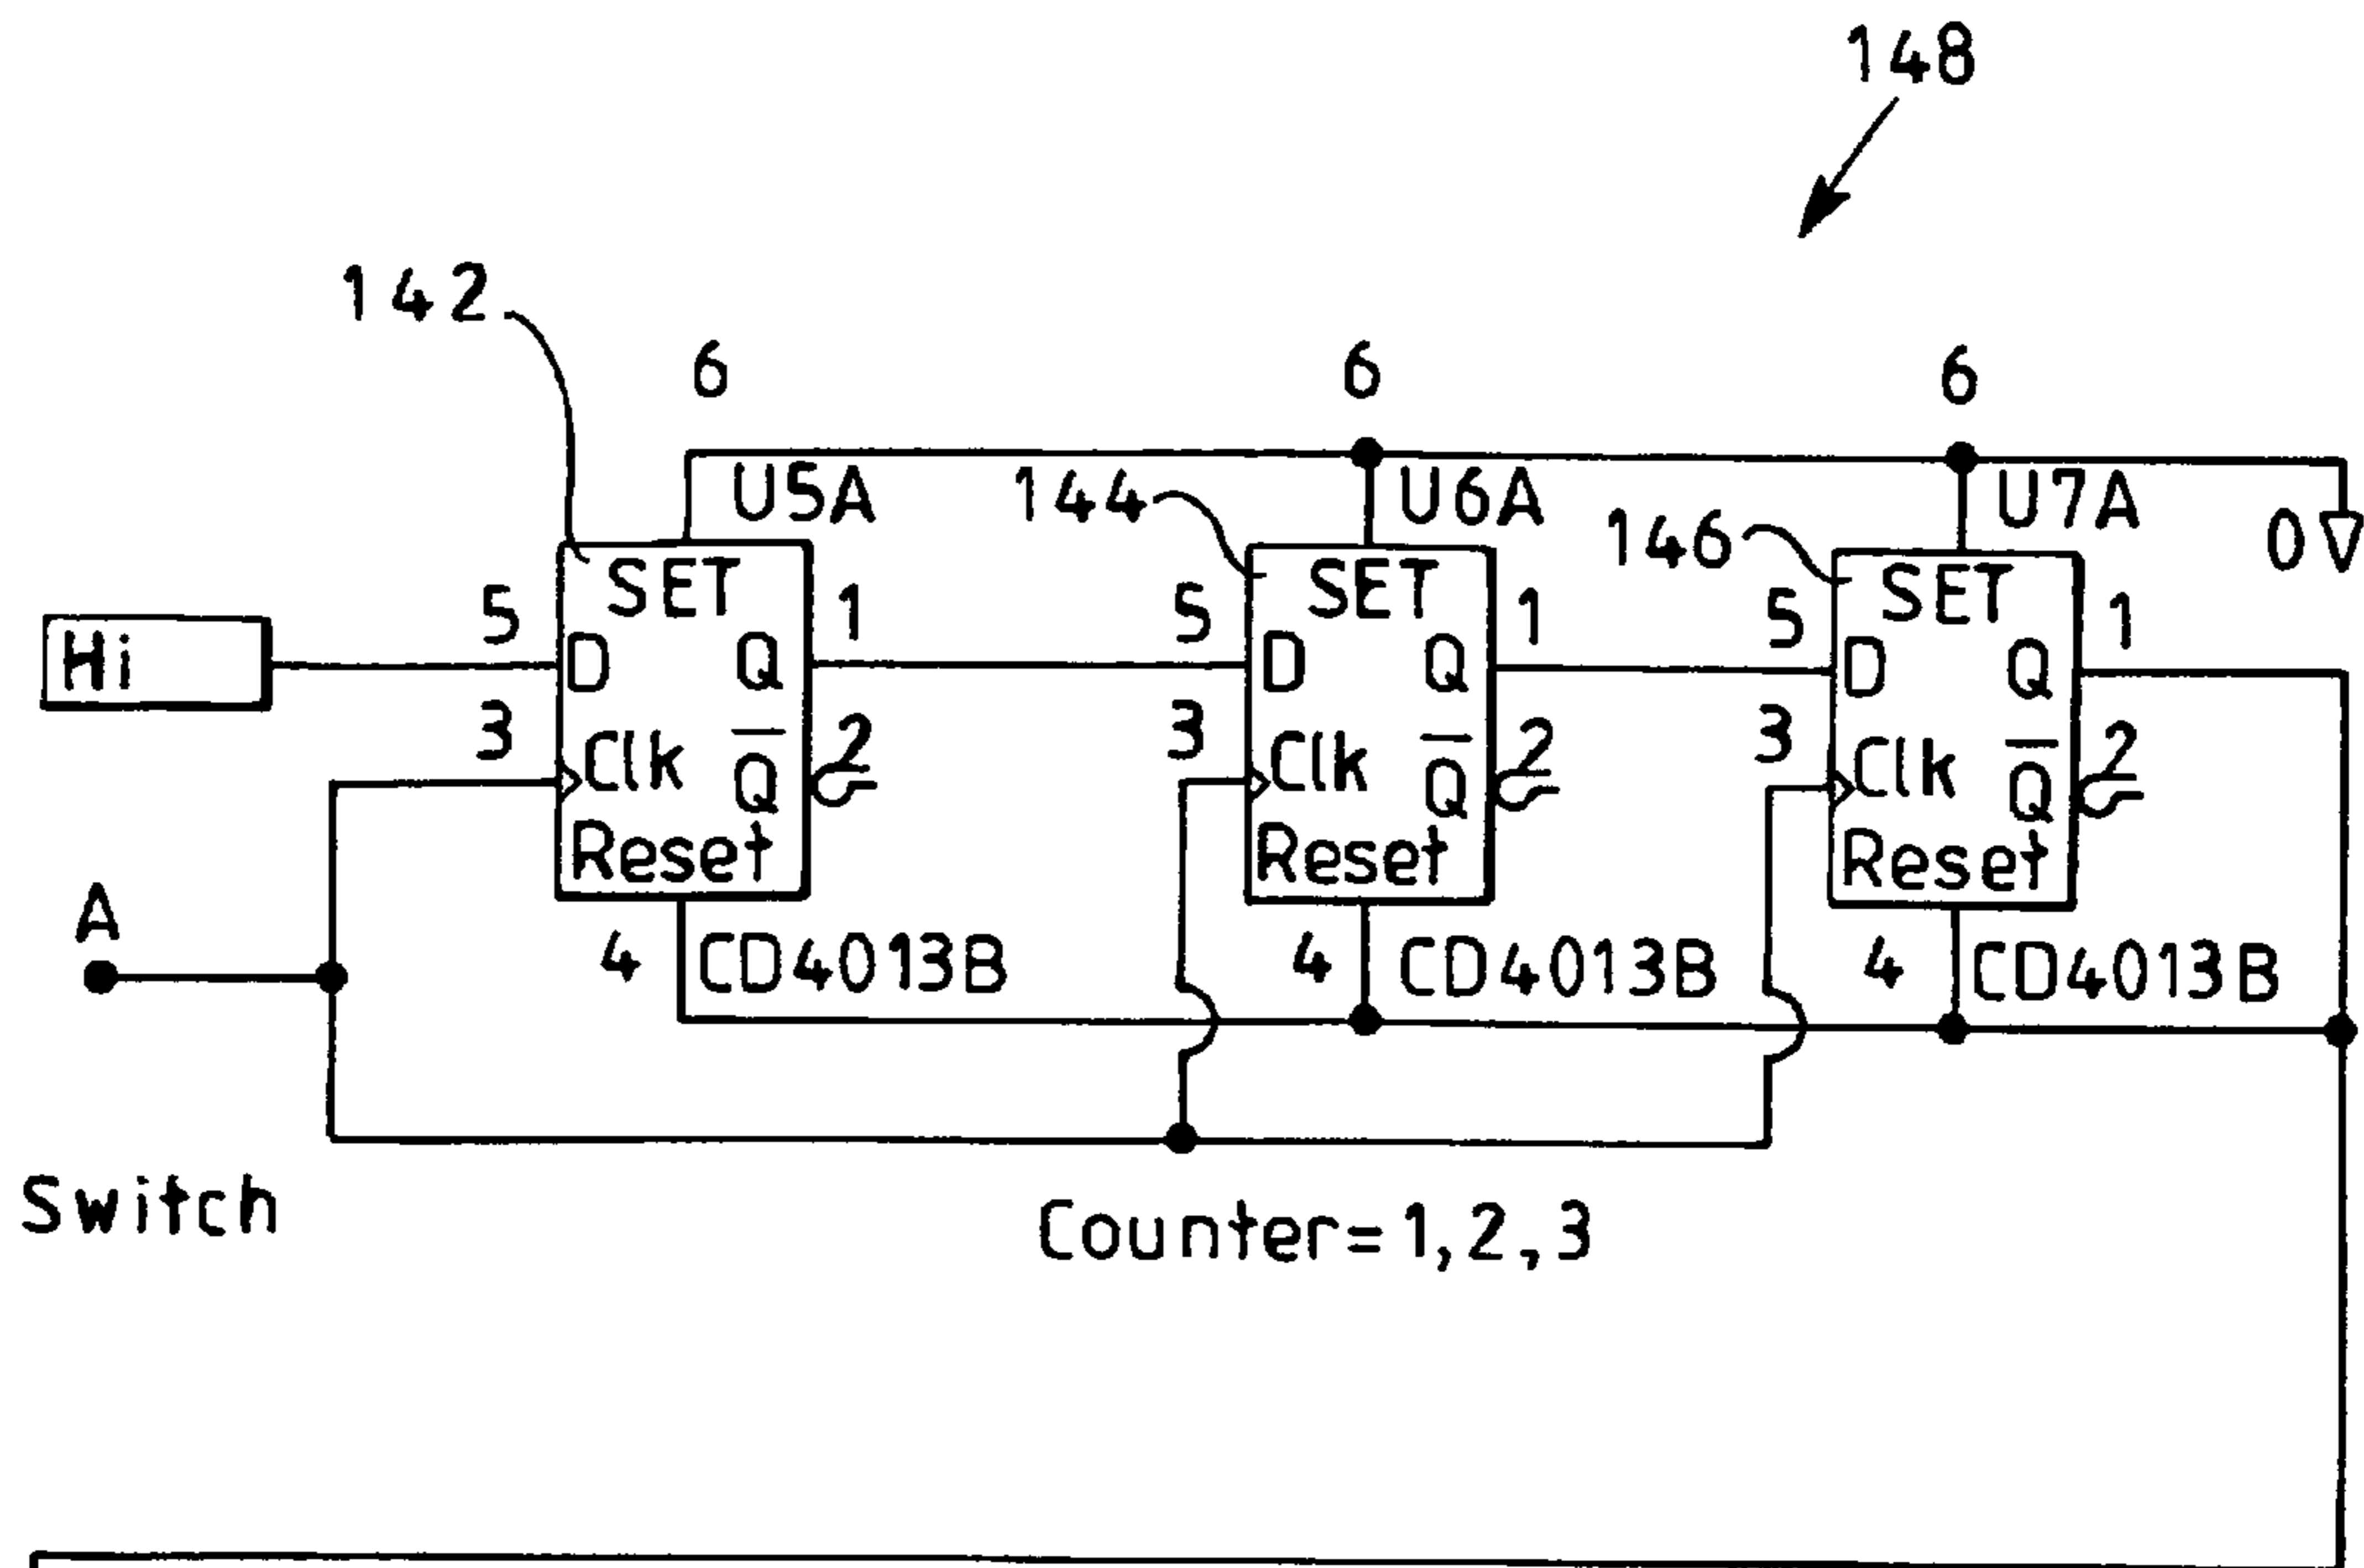 148
142
6 6 6
U5A 144 U6A 146 U7A 0V
SET SET SET
Hi 5 D Q 1 5 D Q 1 5 D Q 1
3 Clk Q̅ 2 3 Clk Q̅ 2 3 Clk Q̅ 2
Reset Reset Reset
A 4 CD4013B 4 CD4013B 4 CD4013B
Switch
Counter=1,2,3